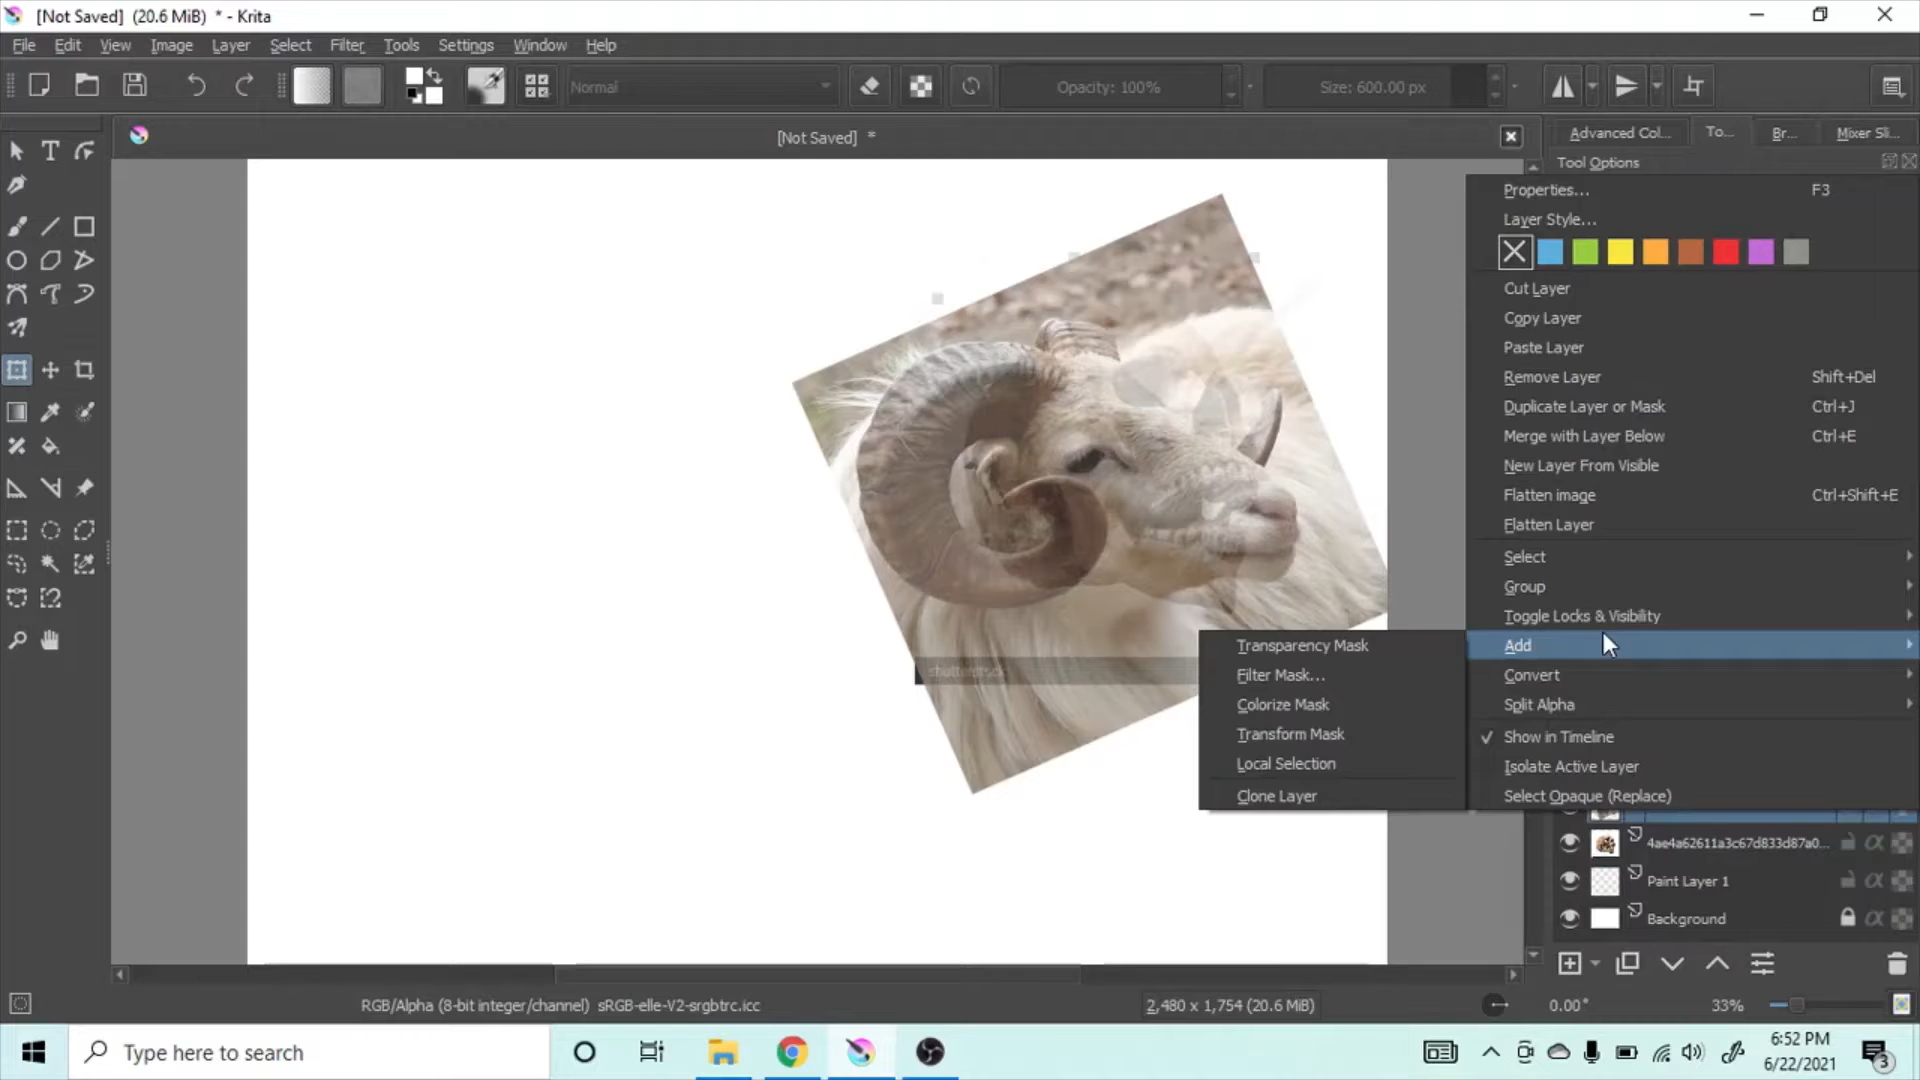 [Not Saved] (20.6 MiB) * - Krita
File Edit View Image Layer Select Filter Tools Settings Window Help
Normal Opacity: 100% Size: 600.00 px
[Not Saved] *
Advanced Col... To... Br... Mixer Sli...
Tool Options
Properties... F3
Layer Style...
Cut Layer
Copy Layer
Paste Layer
Remove Layer Shift+Del
Duplicate Layer or Mask Ctrl+J
Merge with Layer Below Ctrl+E
New Layer From Visible
Flatten image Ctrl+Shift+E
Flatten Layer
Select
Group
Toggle Locks & Visibility
Add
Convert
Split Alpha
Show in Timeline
Isolate Active Layer
Select Opaque (Replace)
Transparency Mask
Filter Mask...
Colorize Mask
Transform Mask
Local Selection
Clone Layer
shutterstock
4ae4a62611a3c67d833d87a0...
Paint Layer 1
Background
RGB/Alpha (8-bit integer/channel) sRGB-elle-V2-srgbtrc.icc
2,480 x 1,754 (20.6 MiB)
0.00°
33%
Type here to search
6:52 PM
6/22/2021
3